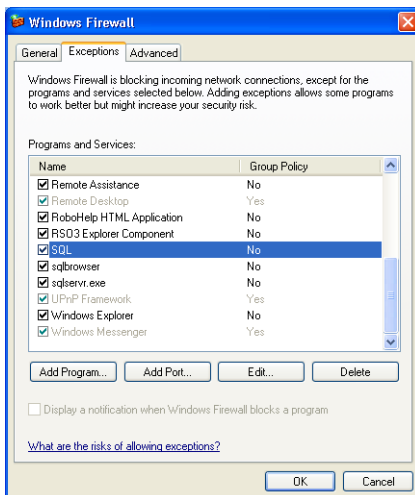 Windows Firewall
General Exceptions Advanced
Windows Firewall is blocking incoming network connections, except for the
programs and services selected below. Adding exceptions allows some programs
to work better but might increase your security risk.
Programs and Services:
Name Group Policy
Remote Assistance No
Remote Desktop Yes
RoboHelp HTML Application No
RSO3 Explorer Component No
SQL No
sqlbrowser No
sqlservr.exe No
UPnP Framework Yes
Windows Explorer No
Windows Messenger Yes
Add Program... Add Port... Edit... Delete
Display a notification when Windows Firewall blocks a program
What are the risks of allowing exceptions?
OK Cancel